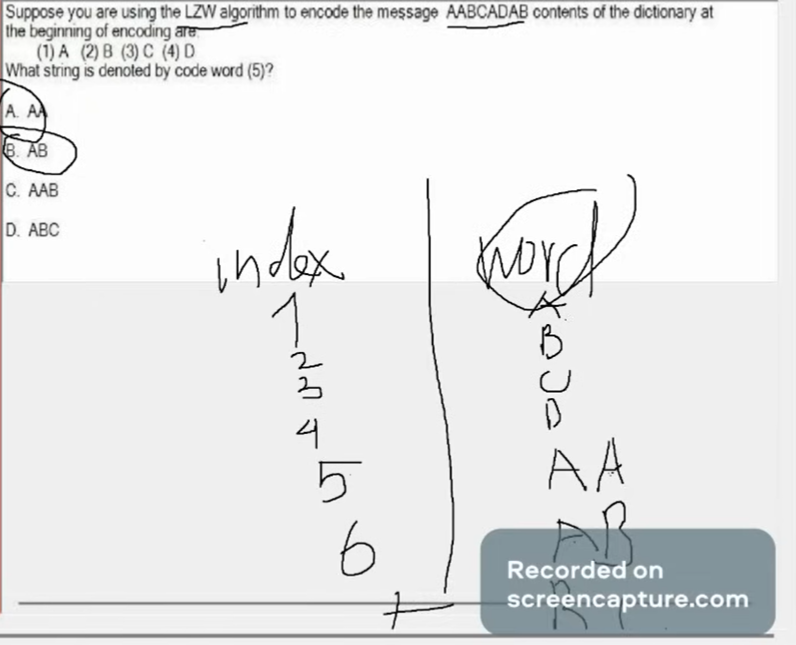 Suppose you are using the LZW algorithm to encode the message AABCADAB contents of the dictionary at
the beginning of encoding are:
(1) A (2) B (3) C (4) D
What string is denoted by code word (5)?
A. AA
B. AB
C. AAB
D. ABC
index word
1 A
2 B
3 C
4 D
5 AA
6 AB
Recorded on
screencapture.com